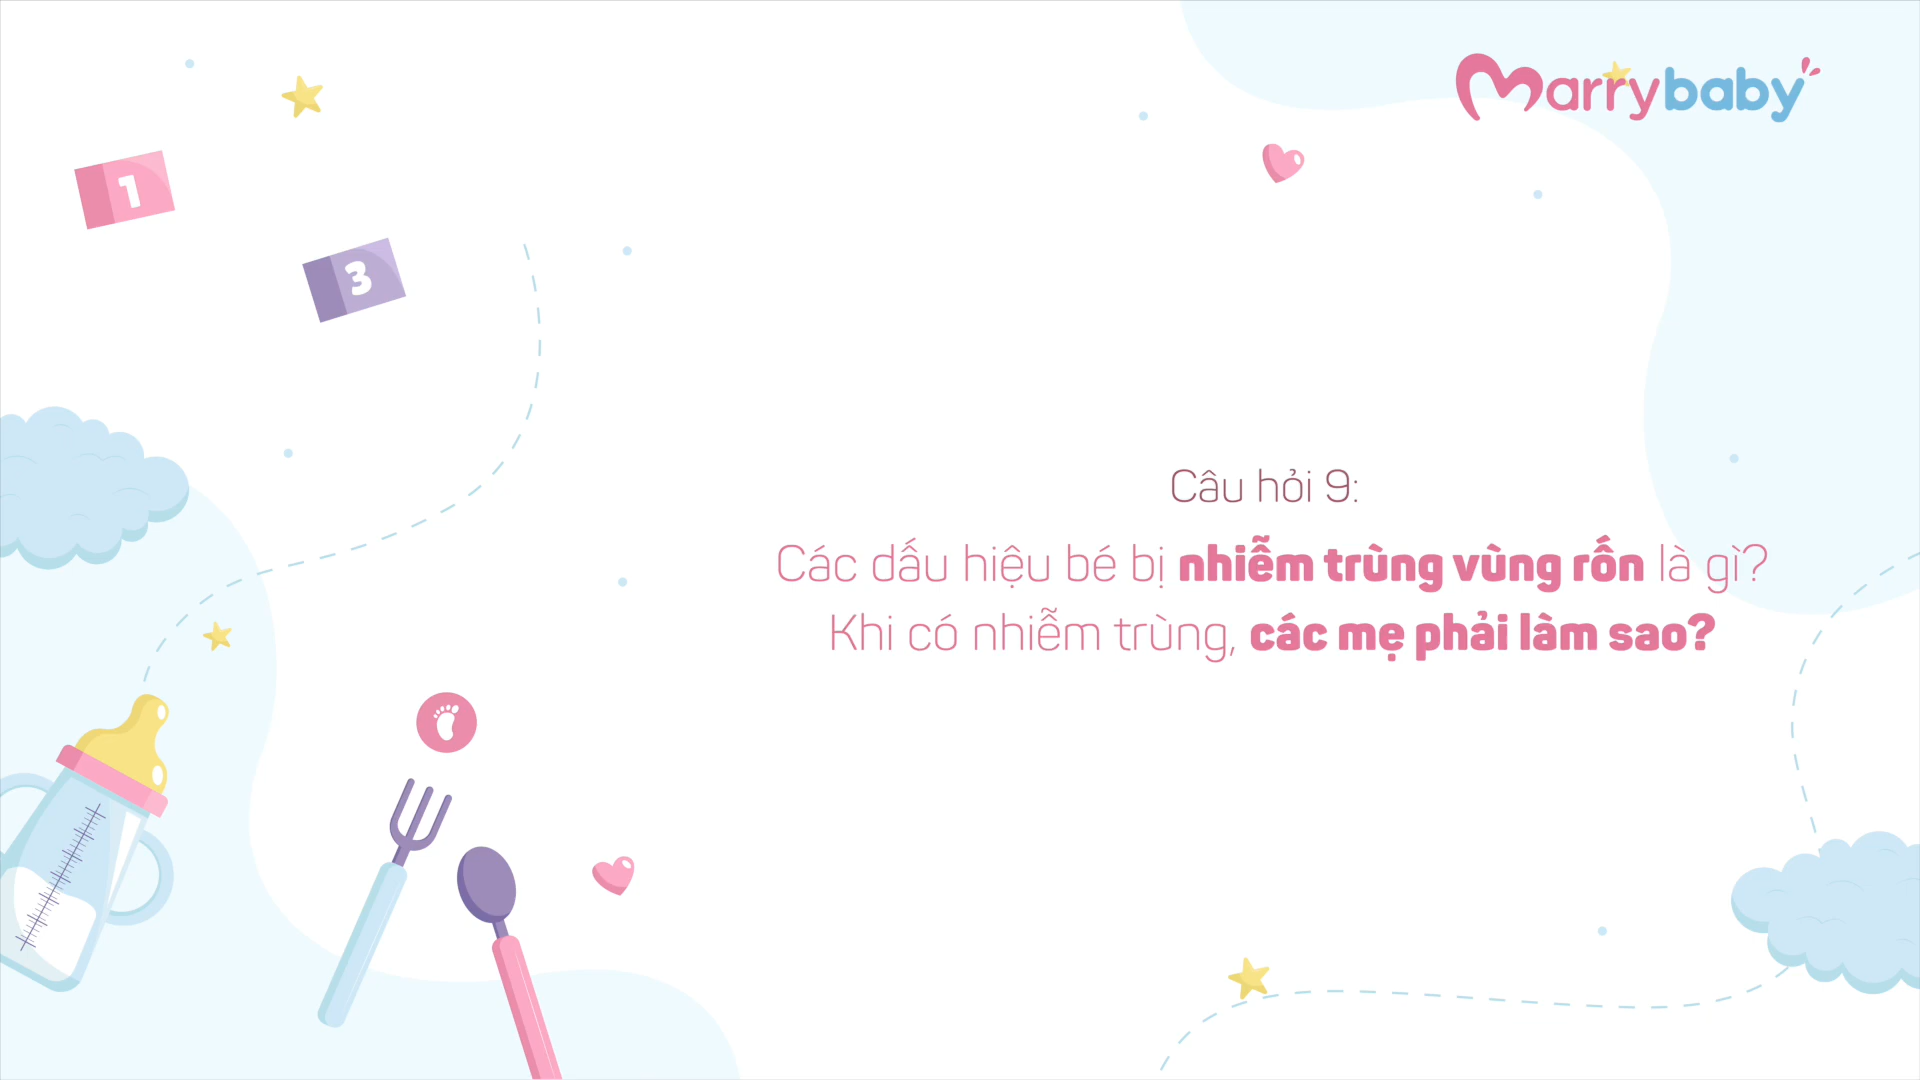 Marrybaby
1
3
Câu hỏi 9:
Các dấu hiệu bé bị nhiễm trùng vùng rốn là gì?
Khi có nhiễm trùng, các mẹ phải làm sao?